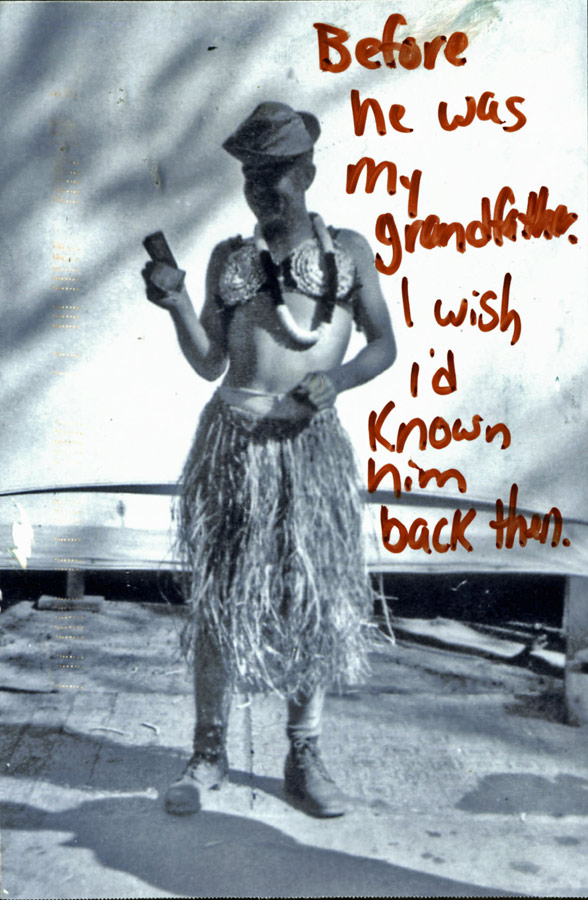 Before
he was
my
grandfather.
I wish
I'd
known
him
back then.